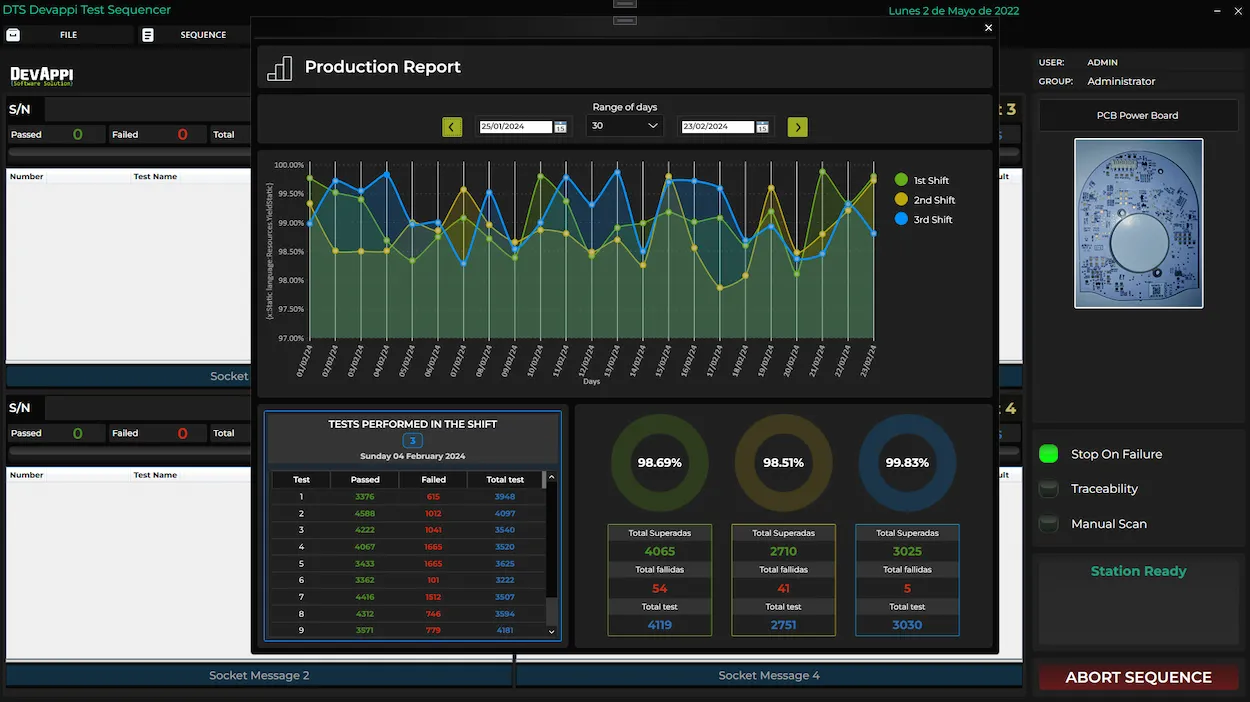 DTS Devappi Test Sequencer
Lunes 2 de Mayo de 2022
FILE
SEQUENCE
DEVAPPI
(Software Solution)
USER: ADMIN
GROUP: Administrator
PCB Power Board
Production Report
Range of days
25/01/2024
15
30
23/02/2024
15
S/N
Passed 0 Failed 0 Total
Number Test Name
Socket
3
ult
{x:Static language:Resources.YieldStatic}
100.00%
99.50%
99.00%
98.50%
98.00%
97.50%
97.00%
01/02/24
02/02/24
03/02/24
04/02/24
05/02/24
06/02/24
07/02/24
08/02/24
09/02/24
10/02/24
11/02/24
12/02/24
13/02/24
14/02/24
15/02/24
16/02/24
17/02/24
18/02/24
19/02/24
20/02/24
21/02/24
22/02/24
23/02/24
Days
1st Shift
2nd Shift
3rd Shift
S/N
Passed 0 Failed 0 Total
Number Test Name
4
ult
TESTS PERFORMED IN THE SHIFT
3
Sunday 04 February 2024
Test Passed Failed Total test
1 3376 615 3948
2 4588 1012 4097
3 4222 1041 3540
4 4067 1665 3520
5 3433 1665 3625
6 3362 101 3222
7 4416 1512 3507
8 4312 746 3594
9 3571 779 4181
98.69%
98.51%
99.83%
Total Superadas
4065
Total fallidas
54
Total test
4119
Total Superadas
2710
Total fallidas
41
Total test
2751
Total Superadas
3025
Total fallidas
5
Total test
3030
Stop On Failure
Traceability
Manual Scan
Station Ready
Socket Message 2
Socket Message 4
ABORT SEQUENCE